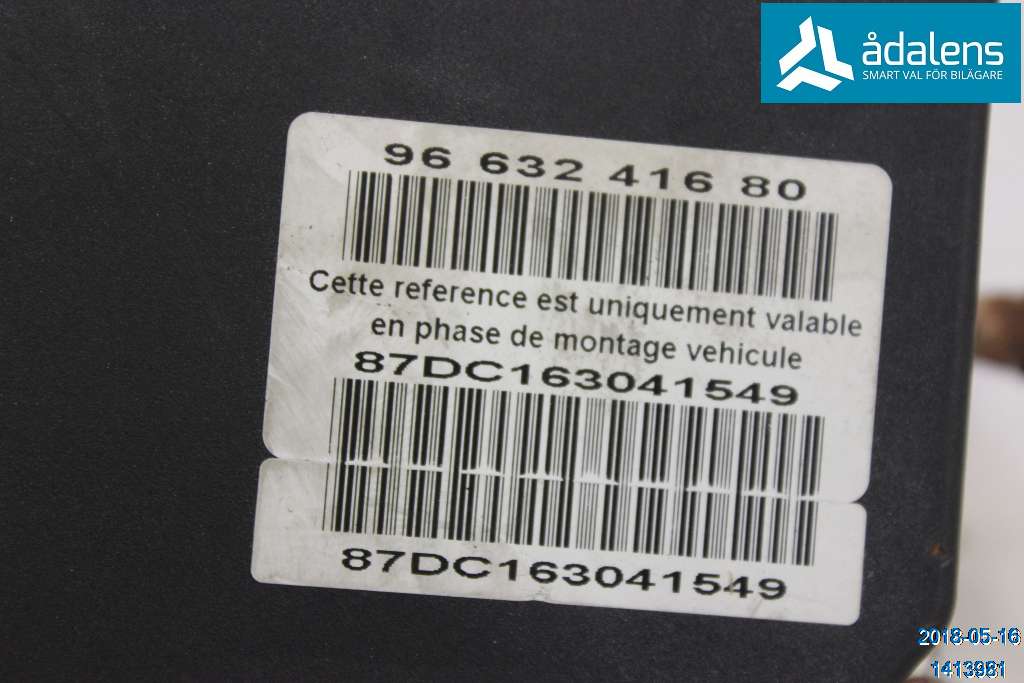 ådalens
SMART VAL FÖR BILÄGARE
96 632 416 80
Cette reference est uniquement valable
en phase de montage vehicule
87DC163041549
87DC163041549
2018-05-16
1413981